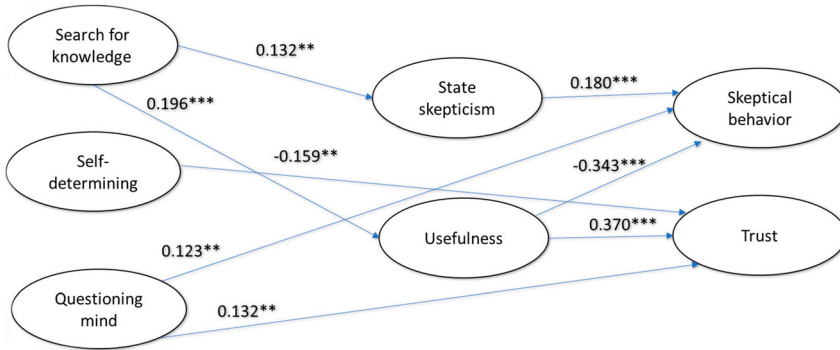 Search for
knowledge
0.132**
State
skepticism
0.180***
Skeptical
behavior
0.196***
Self-
determining
-0.159**
-0.343***
Usefulness
0.370***
Trust
0.123**
Questioning
mind
0.132**